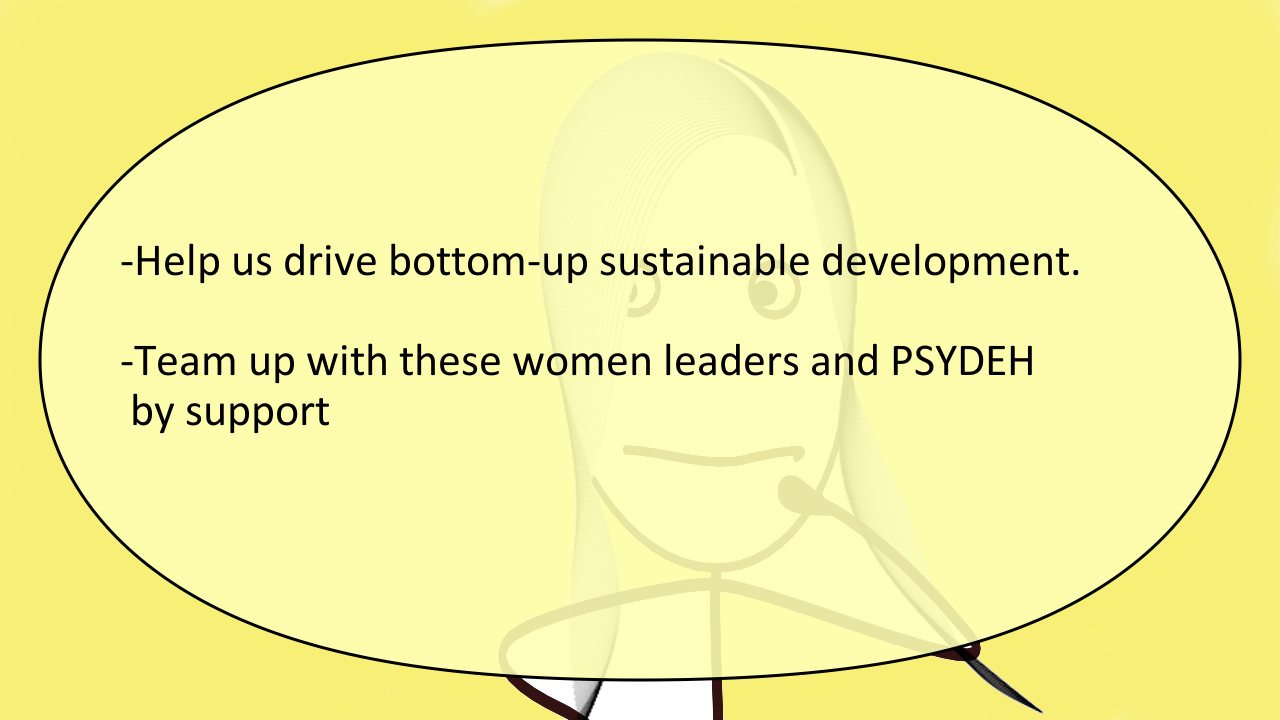 -Help us drive bottom-up sustainable development.
-Team up with these women leaders and PSYDEH
by support